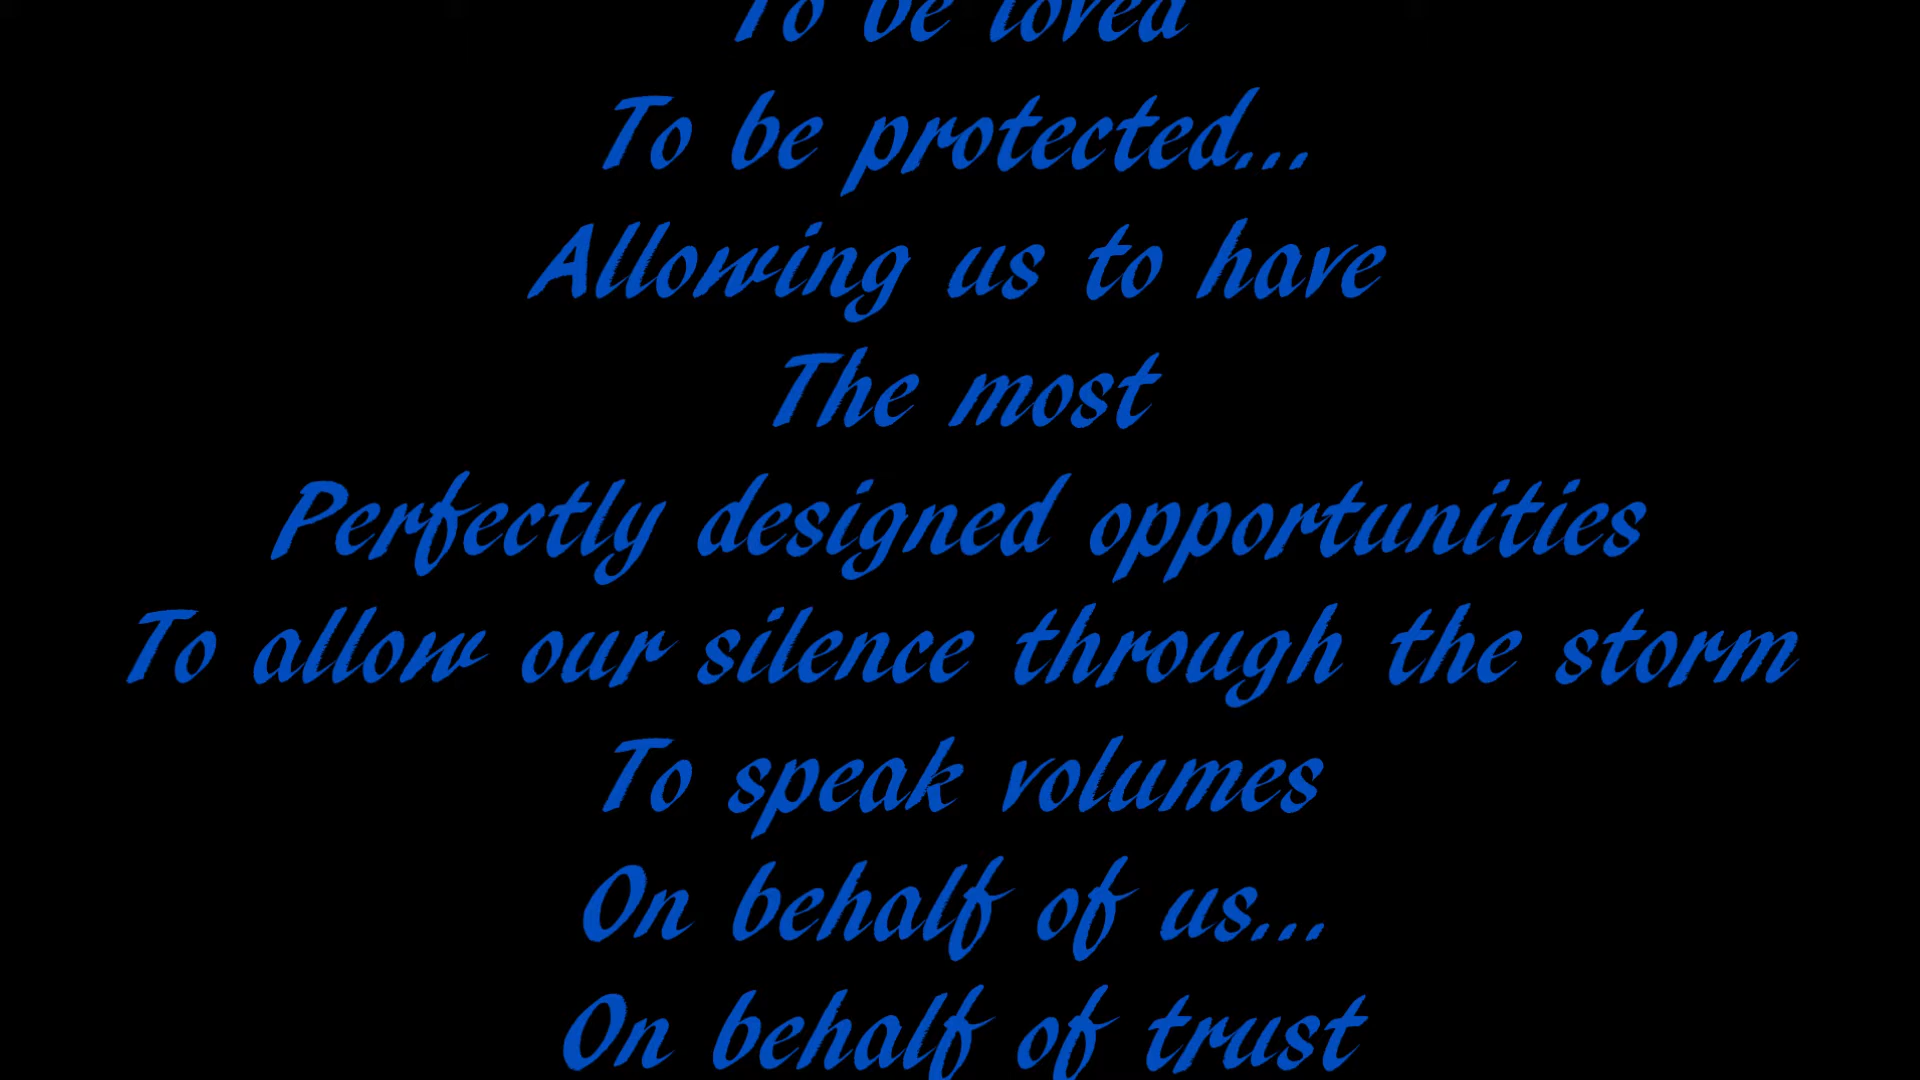 To be loved
To be protected...
Allowing us to have
The most
Perfectly designed opportunities
To allow our silence through the storm
To speak volumes
On behalf of us...
On behalf of trust